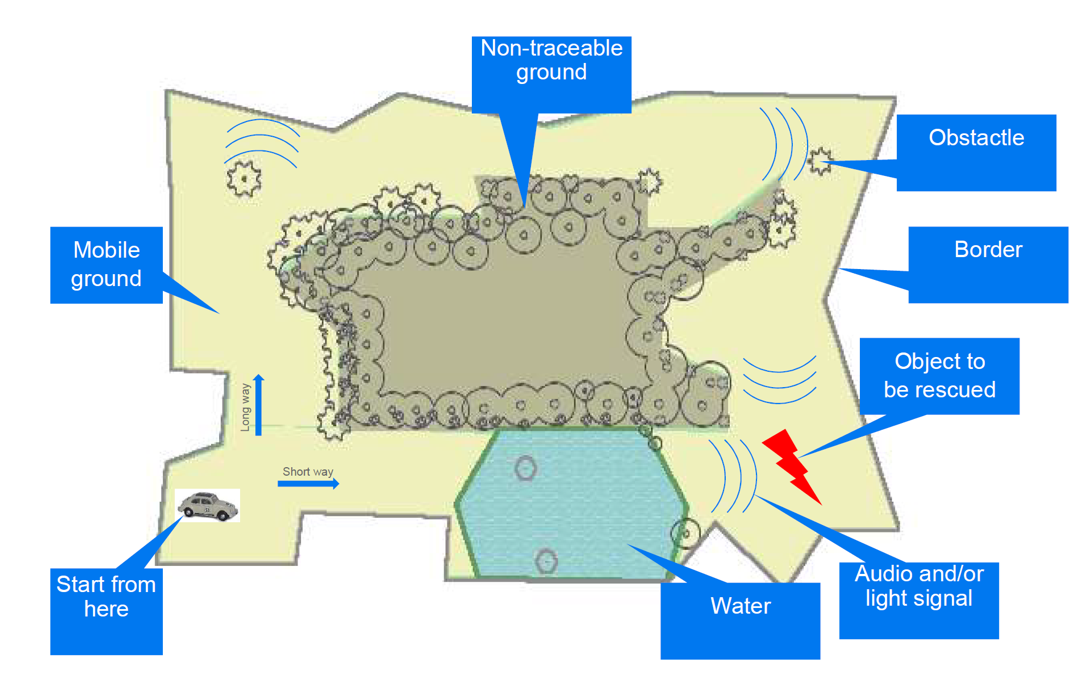 Non-traceable
ground
Obstactle
Mobile
ground
Border
Object to
be rescued
Long way
Short way
Start from
here
Audio and/or
light signal
Water